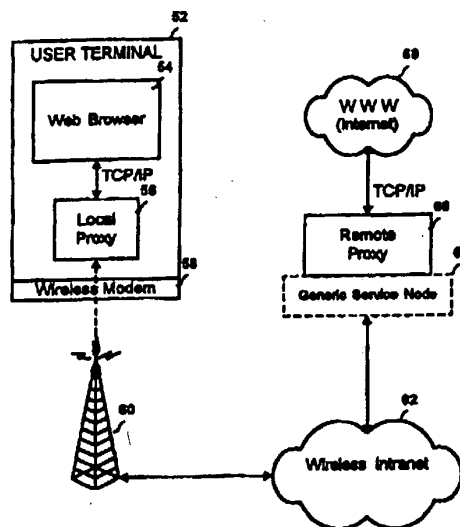 52
USER TERMINAL
54
Web Browser
TCP/IP
56
Local
Proxy
58
Wireless Modem
60
WWW
(Internet)
TCP/IP
Remote
Proxy
Generic Service Node
62
Wireless Intranet